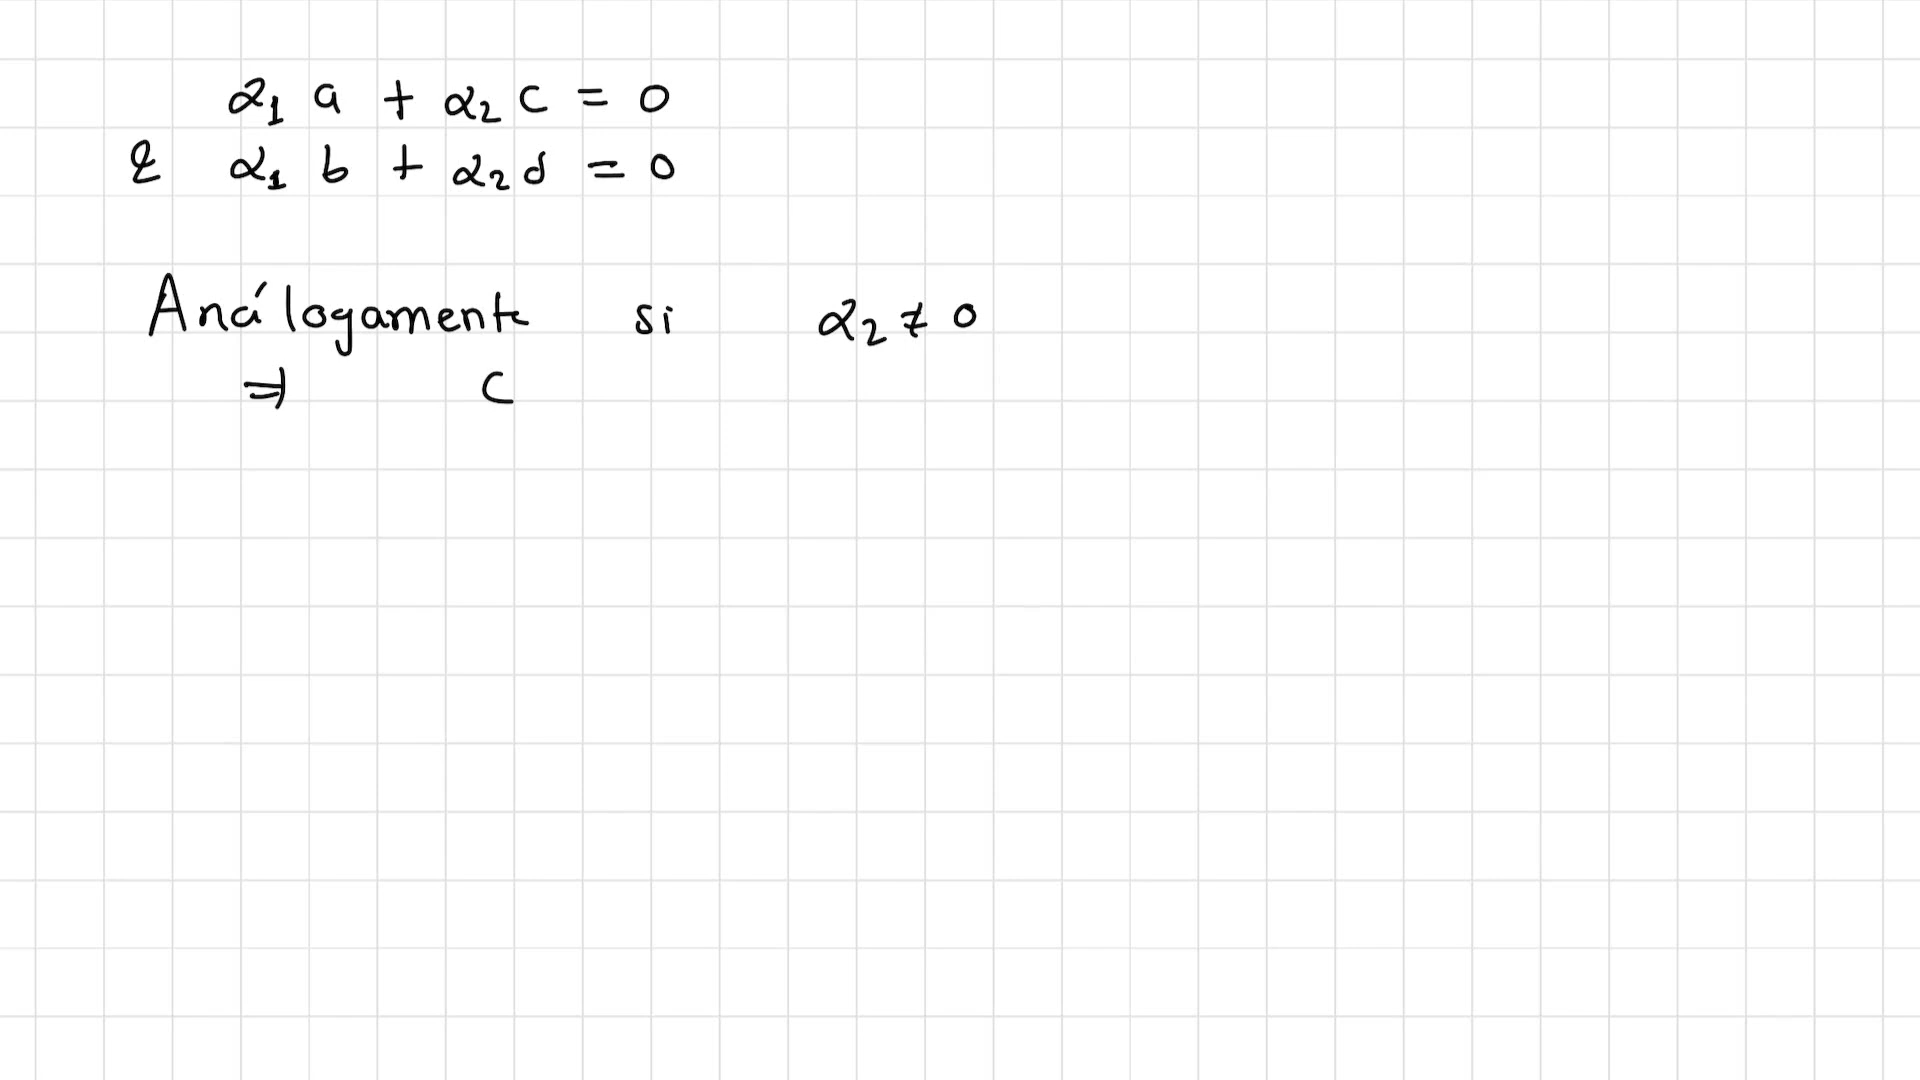 α₁ a + α₂ c = 0
& α₁ b + α₂ d = 0
Análogamente si α₂ ≠ 0
⇒ c